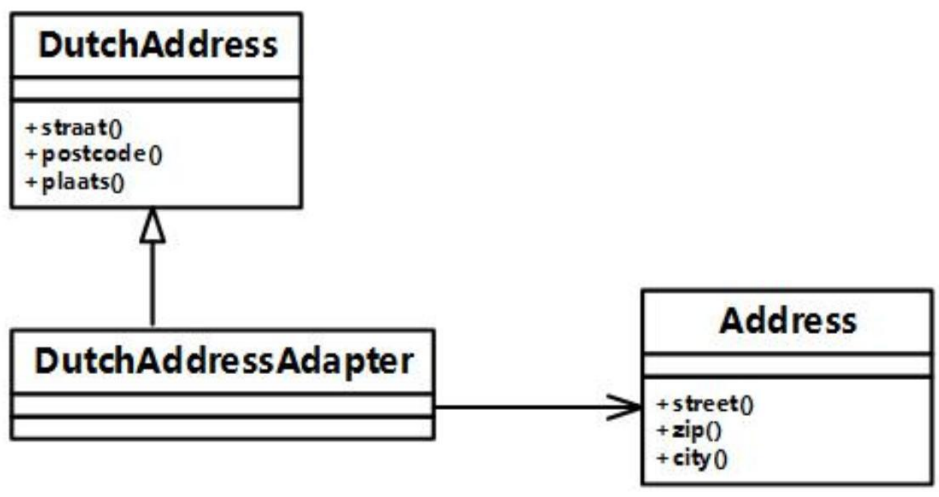 DutchAddress
+straat()
+postcode()
+plaats()
DutchAddressAdapter
Address
+street()
+zip()
+city()